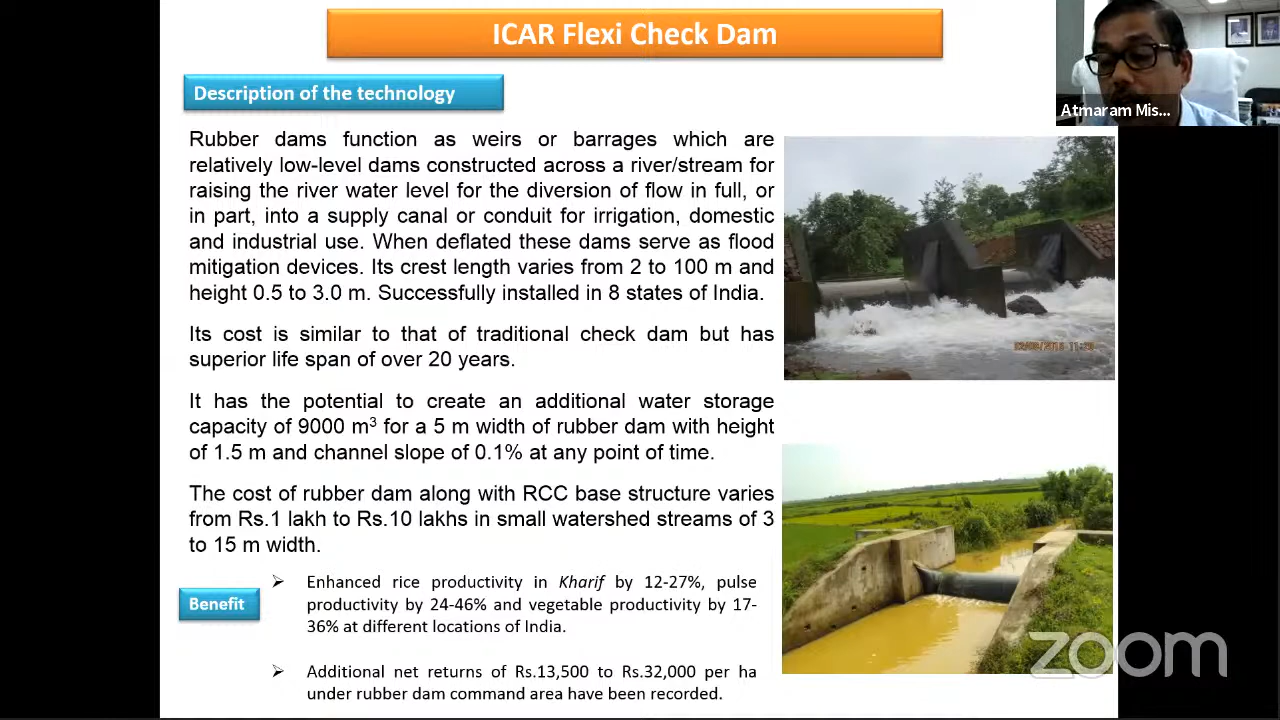 ICAR Flexi Check Dam
Atmaram Mis...
Description of the technology
Rubber dams function as weirs or barrages which are
relatively low-level dams constructed across a river/stream for
raising the river water level for the diversion of flow in full, or
in part, into a supply canal or conduit for irrigation, domestic
and industrial use. When deflated these dams serve as flood
mitigation devices. Its crest length varies from 2 to 100 m and
height 0.5 to 3.0 m. Successfully installed in 8 states of India.
Its cost is similar to that of traditional check dam but has
superior life span of over 20 years.
It has the potential to create an additional water storage
capacity of 9000 m³ for a 5 m width of rubber dam with height
of 1.5 m and channel slope of 0.1% at any point of time.
The cost of rubber dam along with RCC base structure varies
from Rs.1 lakh to Rs.10 lakhs in small watershed streams of 3
to 15 m width.
Benefit
➢ Enhanced rice productivity in Kharif by 12-27%, pulse
productivity by 24-46% and vegetable productivity by 17-
36% at different locations of India.
➢ Additional net returns of Rs.13,500 to Rs.32,000 per ha
under rubber dam command area have been recorded.
zoom